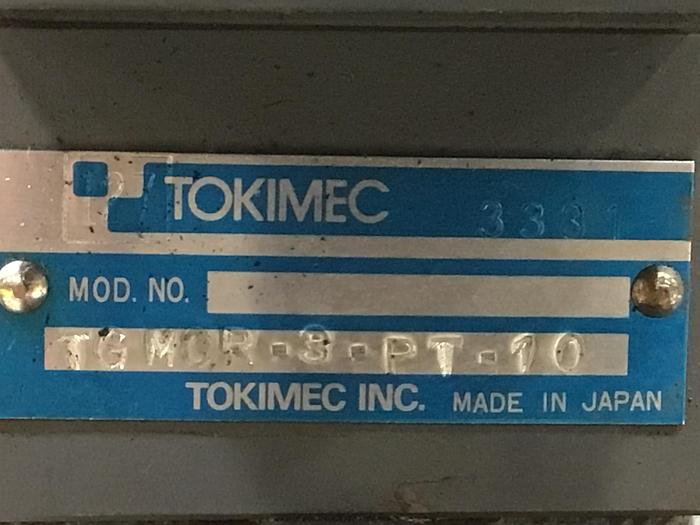 TOKIMEC 3331
MOD. NO.
TGMCR-3-PT-10
TOKIMEC INC. MADE IN JAPAN